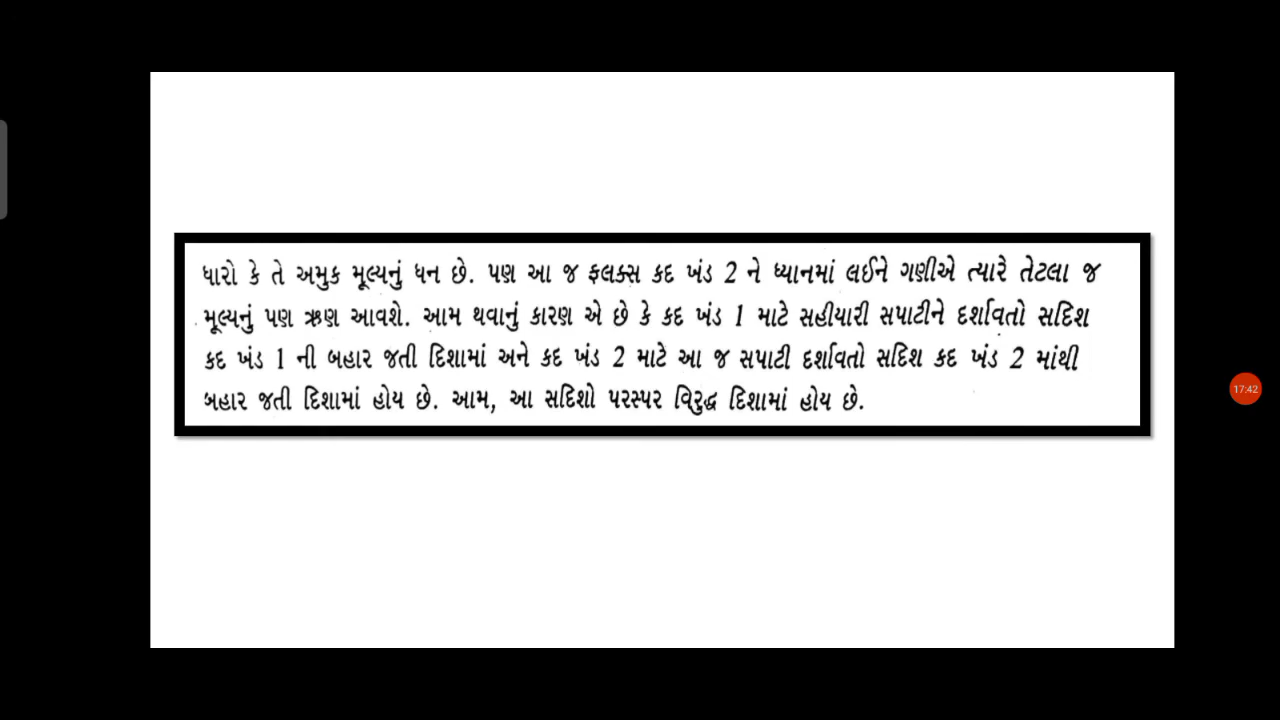 ધારો કે તે અમુક મૂલ્યનું ધન છે. પણ આ જ ફ્લક્સ કદ ખંડ 2 ને ધ્યાનમાં લઈને ગણીએ ત્યારે તેટલા જ
મૂલ્યનું પણ ઋણ આવશે. આમ થવાનું કારણ એ છે કે કદ ખંડ 1 માટે સહીયારી સપાટીને દર્શાવતો સદિશ
કદ ખંડ 1 ની બહાર જતી દિશામાં અને કદ ખંડ 2 માટે આ જ સપાટી દર્શાવતો સદિશ કદ ખંડ 2 માંથી
બહાર જતી દિશામાં હોય છે. આમ, આ સદિશો પરસ્પર વિરુદ્ધ દિશામાં હોય છે.
17:42